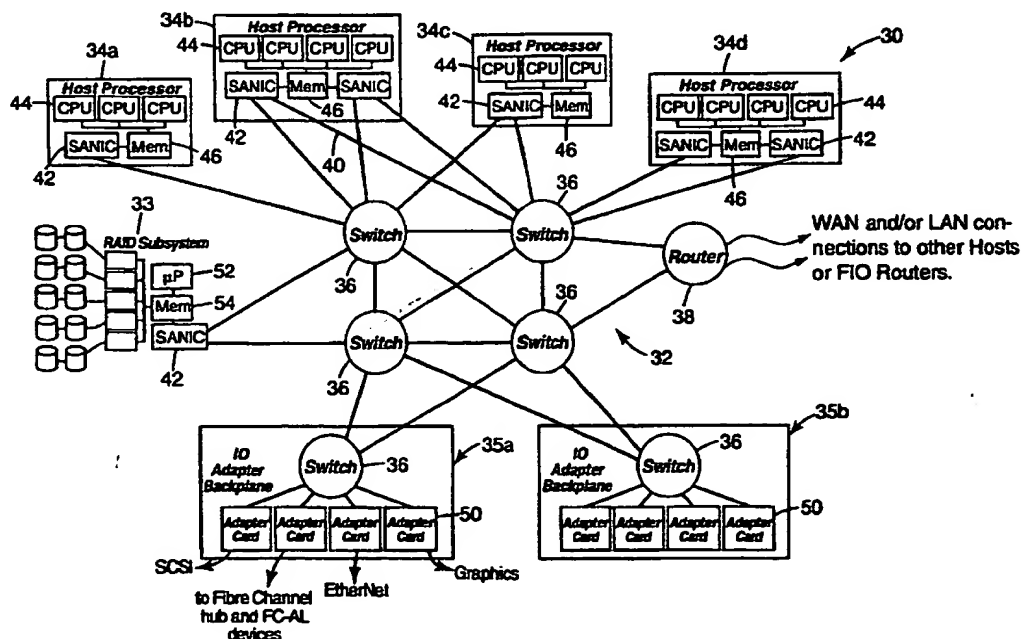 34a
Host Processor
44
CPU CPU CPU
SANIC Mem
42
46
34b
Host Processor
44
CPU CPU CPU CPU
SANIC Mem SANIC
42
46
40
34c
Host Processor
44
CPU CPU CPU
42
SANIC Mem
46
34d
30
Host Processor
CPU CPU CPU CPU
44
SANIC Mem SANIC
42
46
33
RAID Subsystem
µP
52
Mem
54
SANIC
42
Switch
36
36
Switch
Router
38
WAN and/or LAN con-
nections to other Hosts
or FIO Routers.
Switch
36
36
Switch
32
35a
IO
Adapter
Backplane
Switch
36
Adapter
Card
Adapter
Card
Adapter
Card
Adapter
Card
50
SCSI
to Fibre Channel
hub and FC-AL
devices
EtherNet
Graphics
35b
IO
Adapter
Backplane
Switch
36
Adapter
Card
Adapter
Card
Adapter
Card
Adapter
Card
50